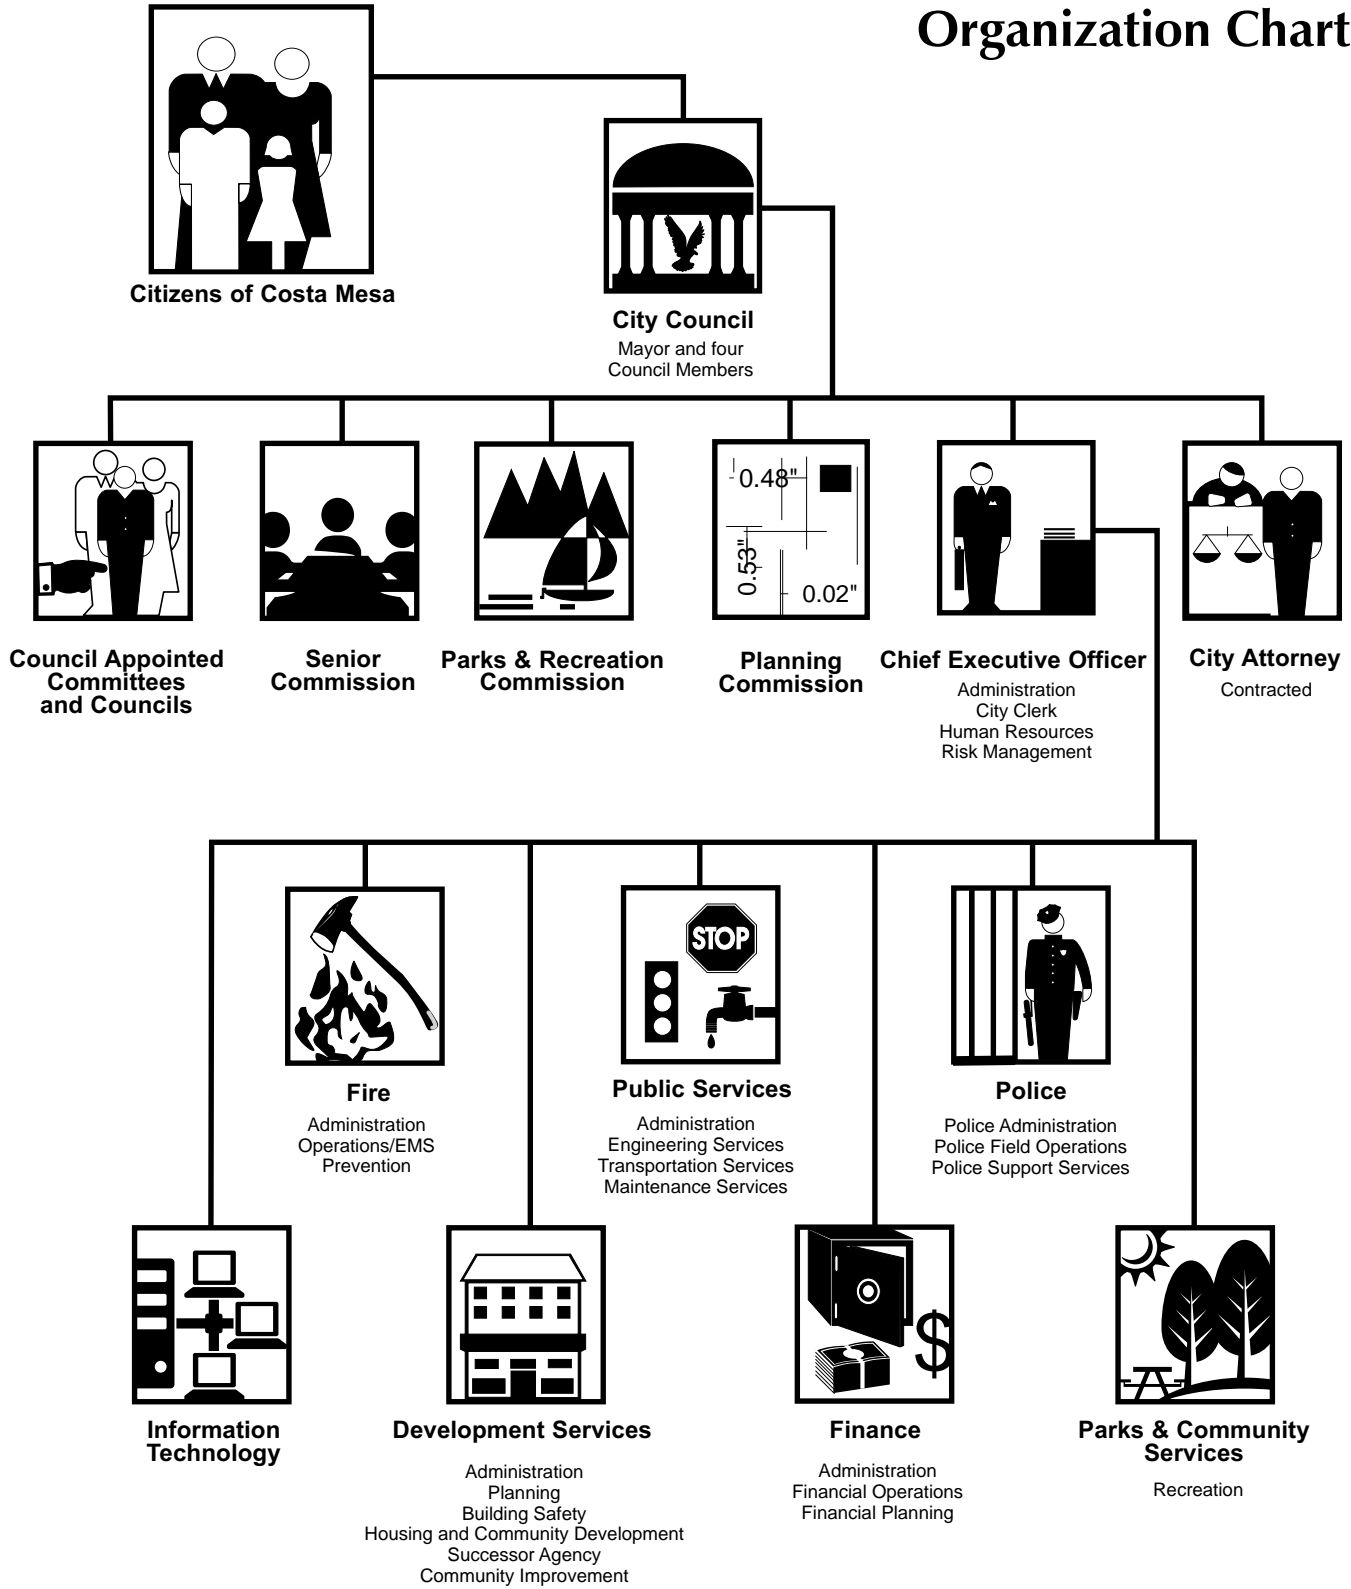 Organization Chart
Citizens of Costa Mesa
City Council
Mayor and four
Council Members
Council Appointed
Committees
and Councils
Senior
Commission
Parks & Recreation
Commission
0.48"
0.53"
0.02"
Planning
Commission
Chief Executive Officer
Administration
City Clerk
Human Resources
Risk Management
City Attorney
Contracted
Fire
Administration
Operations/EMS
Prevention
STOP
Public Services
Administration
Engineering Services
Transportation Services
Maintenance Services
Police
Police Administration
Police Field Operations
Police Support Services
Information
Technology
Development Services
Administration
Planning
Building Safety
Housing and Community Development
Successor Agency
Community Improvement
$
Finance
Administration
Financial Operations
Financial Planning
Parks & Community
Services
Recreation